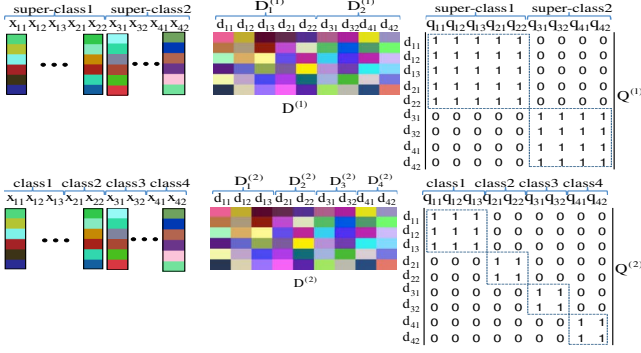 super-class1 super-class2
x11 x12 x13 x21 x22 x31 x32 x41 x42
D1(1) D2(1)
d11 d12 d13 d21 d22 d31 d32 d41 d42
D(1)
super-class1 super-class2
q11 q12 q13 q21 q22 q31 q32 q41 q42
d11 1 1 1 1 1 0 0 0 0
d12 1 1 1 1 1 0 0 0 0
d13 1 1 1 1 1 0 0 0 0
d21 1 1 1 1 1 0 0 0 0
d22 1 1 1 1 1 0 0 0 0
d31 0 0 0 0 0 1 1 1 1
d32 0 0 0 0 0 1 1 1 1
d41 0 0 0 0 0 1 1 1 1
d42 0 0 0 0 0 1 1 1 1
Q(1)
class1 class2 class3 class4
x11 x12 x13 x21 x22 x31 x32 x41 x42
D1(2) D2(2) D3(2) D4(2)
d11 d12 d13 d21 d22 d31 d32 d41 d42
D(2)
class1 class2 class3 class4
q11 q12 q13 q21 q22 q31 q32 q41 q42
d11 1 1 1 0 0 0 0 0 0
d12 1 1 1 0 0 0 0 0 0
d13 1 1 1 0 0 0 0 0 0
d21 0 0 0 1 1 0 0 0 0
d22 0 0 0 1 1 0 0 0 0
d31 0 0 0 0 0 1 1 0 0
d32 0 0 0 0 0 1 1 0 0
d41 0 0 0 0 0 0 0 1 1
d42 0 0 0 0 0 0 0 1 1
Q(2)